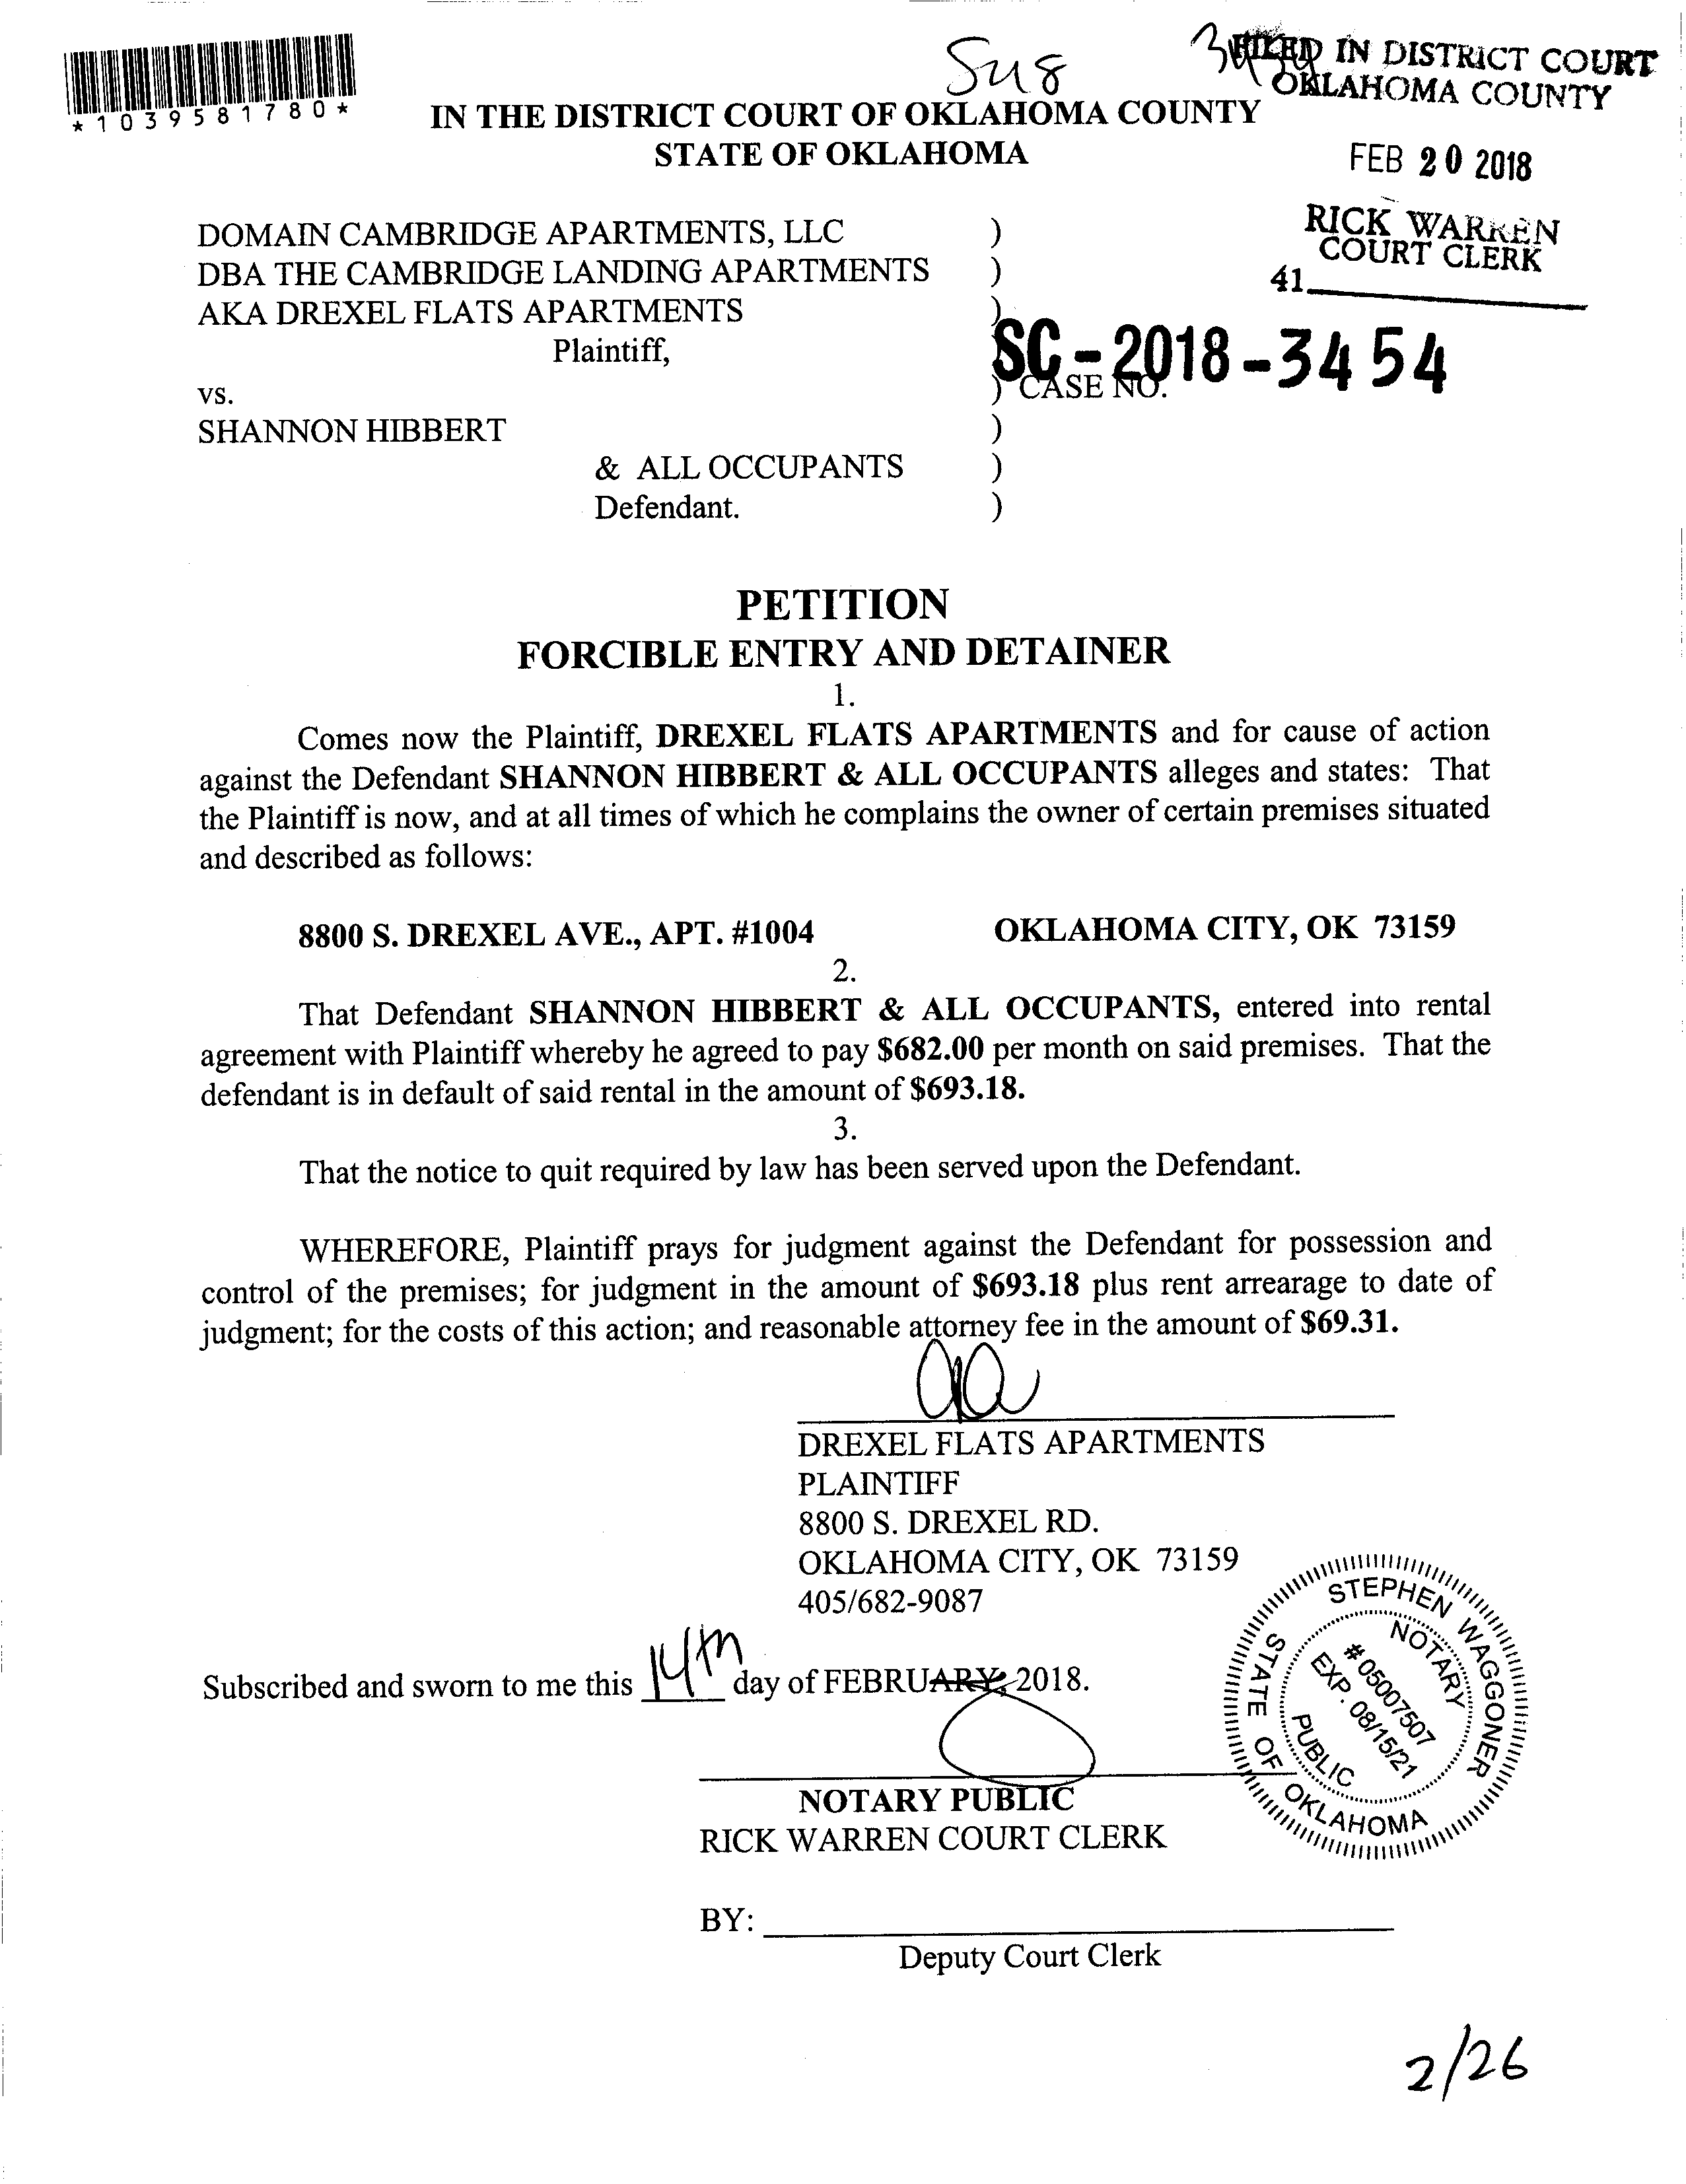 *1039581780*
IN THE DISTRICT COURT OF OKLAHOMA COUNTY
STATE OF OKLAHOMA
FILED IN DISTRICT COURT
OKLAHOMA COUNTY
FEB 20 2018
RICK WARREN
COURT CLERK
41
DOMAIN CAMBRIDGE APARTMENTS, LLC )
DBA THE CAMBRIDGE LANDING APARTMENTS )
AKA DREXEL FLATS APARTMENTS )
Plaintiff,
SC-2018-3454
vs. ) CASE NO.
SHANNON HIBBERT )
& ALL OCCUPANTS )
Defendant. )
PETITION
FORCIBLE ENTRY AND DETAINER
1.
Comes now the Plaintiff, DREXEL FLATS APARTMENTS and for cause of action
against the Defendant SHANNON HIBBERT & ALL OCCUPANTS alleges and states: That
the Plaintiff is now, and at all times of which he complains the owner of certain premises situated
and described as follows:
8800 S. DREXEL AVE., APT. #1004 OKLAHOMA CITY, OK 73159
2.
That Defendant SHANNON HIBBERT & ALL OCCUPANTS, entered into rental
agreement with Plaintiff whereby he agreed to pay $682.00 per month on said premises. That the
defendant is in default of said rental in the amount of $693.18.
3.
That the notice to quit required by law has been served upon the Defendant.
WHEREFORE, Plaintiff prays for judgment against the Defendant for possession and
control of the premises; for judgment in the amount of $693.18 plus rent arrearage to date of
judgment; for the costs of this action; and reasonable attorney fee in the amount of $69.31.
DREXEL FLATS APARTMENTS
PLAINTIFF
8800 S. DREXEL RD.
OKLAHOMA CITY, OK 73159
405/682-9087
Subscribed and sworn to me this 14th day of FEBRUARY, 2018.
NOTARY PUBLIC
RICK WARREN COURT CLERK
STEPHEN WAGGONER
STATE OF OKLAHOMA
NOTARY PUBLIC
# 05007507
EXP. 08/15/21
BY:
Deputy Court Clerk
2/26